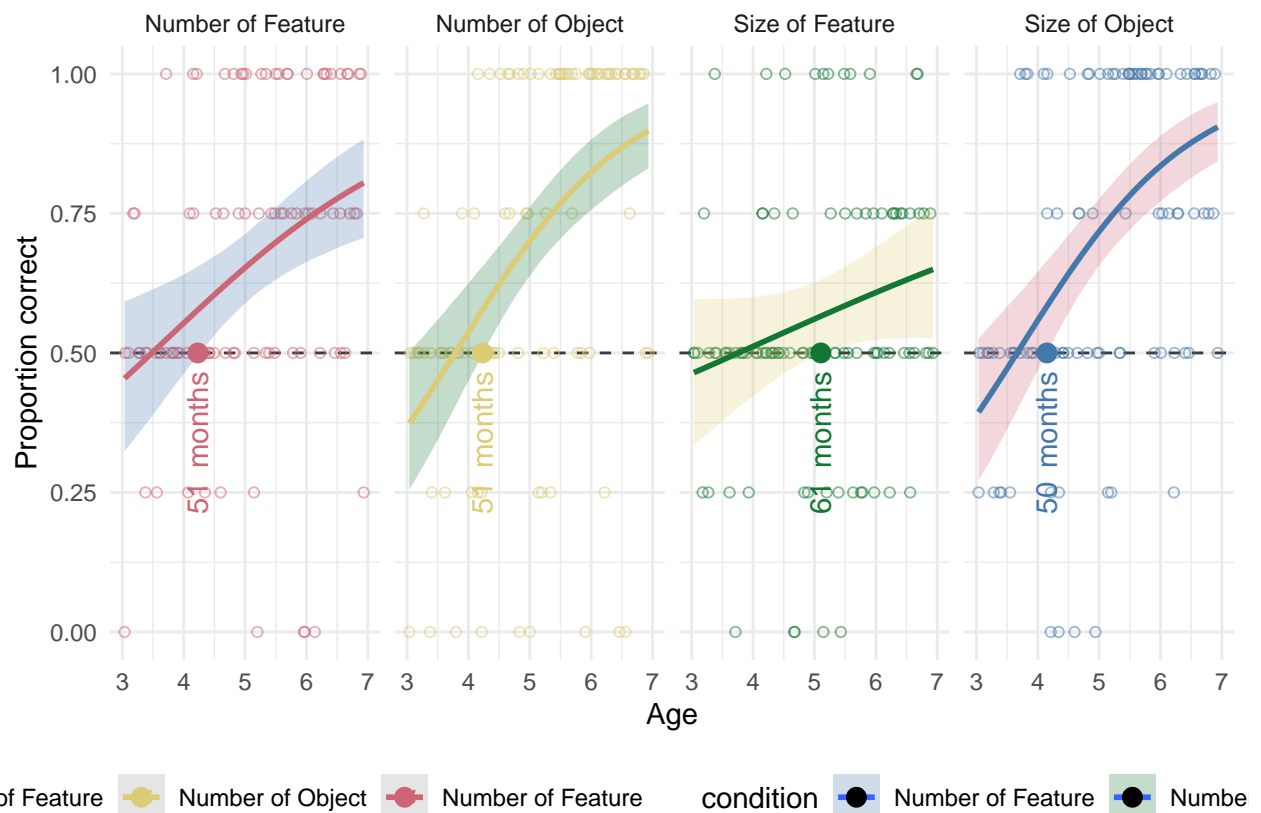 Number of Feature
Number of Object
Size of Feature
Size of Object
Proportion correct
1.00
0.75
0.50
0.25
0.00
51 months
51 months
61 months
50 months
3 4 5 6 7
3 4 5 6 7
3 4 5 6 7
3 4 5 6 7
Age
of Feature Number of Object Number of Feature condition Number of Feature Numbe